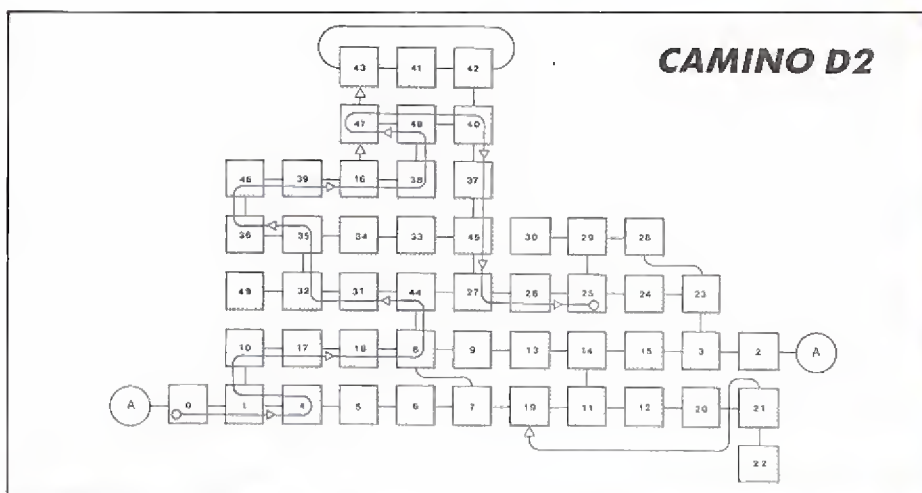 CAMINO D2
43 41 42
47 48 40
46 39 16 38 37
36 35 34 33 45 30 29 28
49 32 31 44 27 26 25 24 23
10 17 18 8 9 13 14 15 3 2 A
A 0 1 4 5 6 7 19 11 12 20 21
22